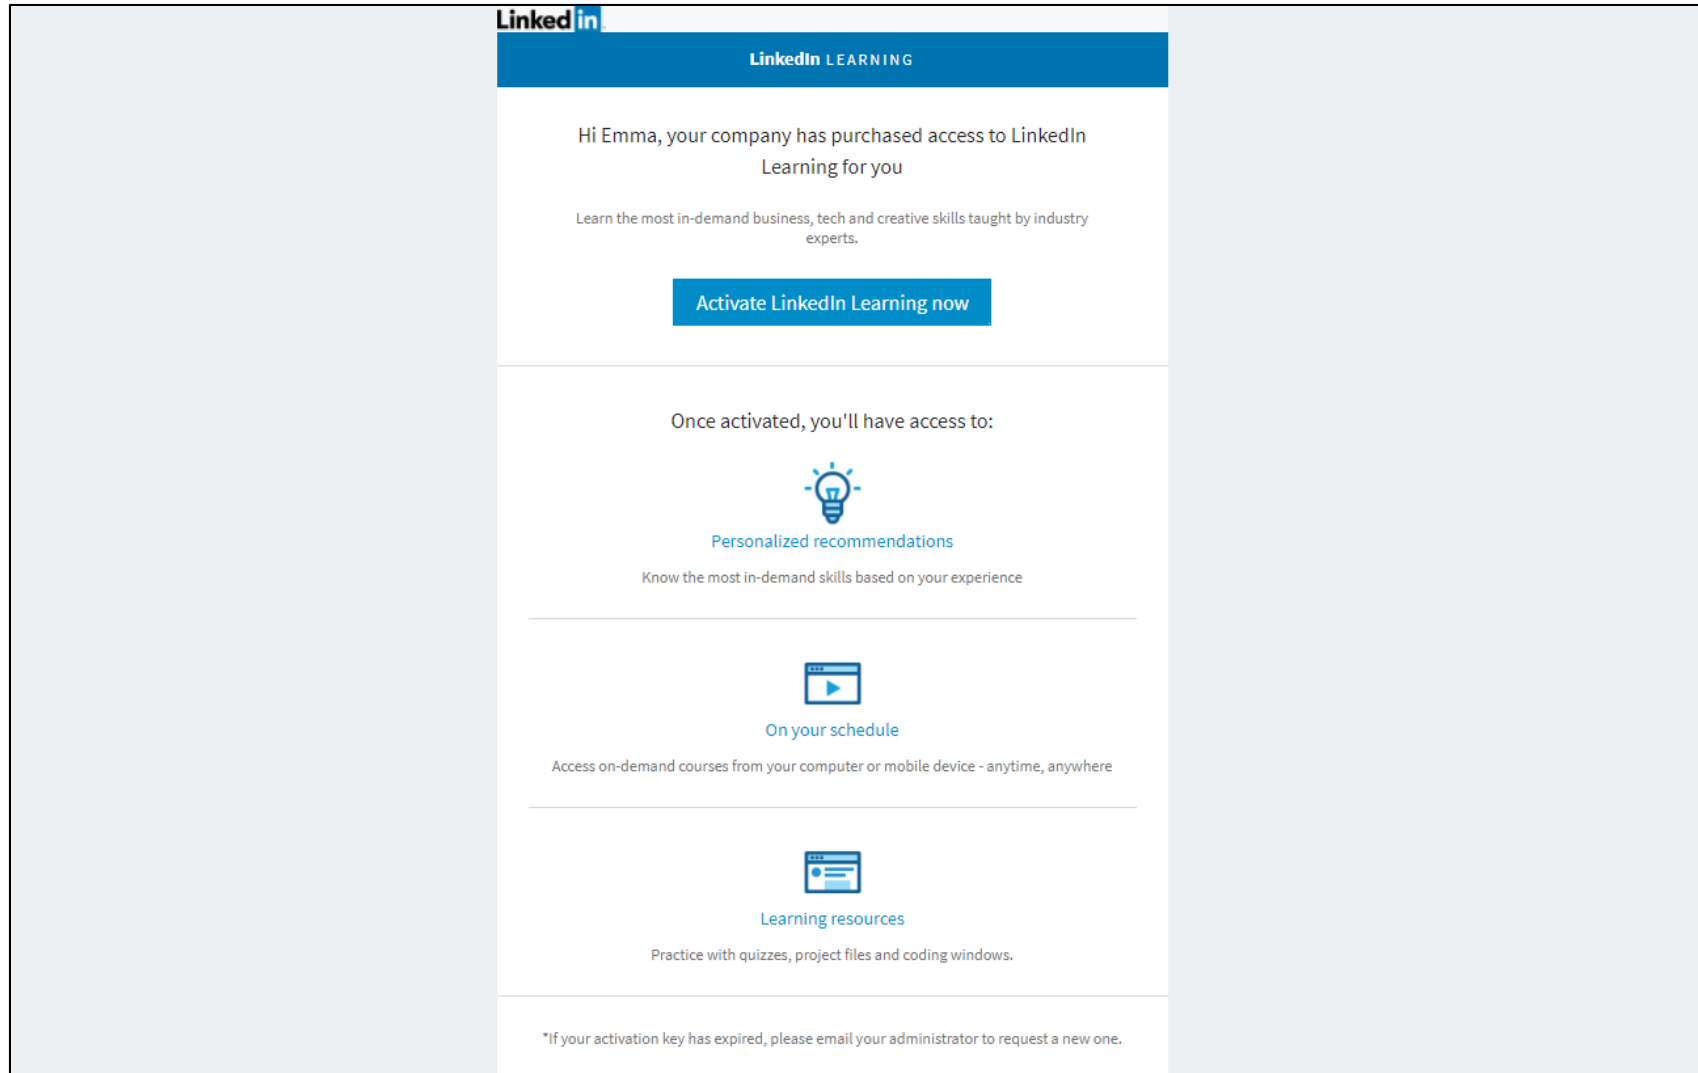 Linked in
LinkedIn LEARNING
Hi Emma, your company has purchased access to LinkedIn
Learning for you
Learn the most in-demand business, tech and creative skills taught by industry
experts.
Activate LinkedIn Learning now
Once activated, you'll have access to:
Personalized recommendations
Know the most in-demand skills based on your experience
On your schedule
Access on-demand courses from your computer or mobile device - anytime, anywhere
Learning resources
Practice with quizzes, project files and coding windows.
*If your activation key has expired, please email your administrator to request a new one.